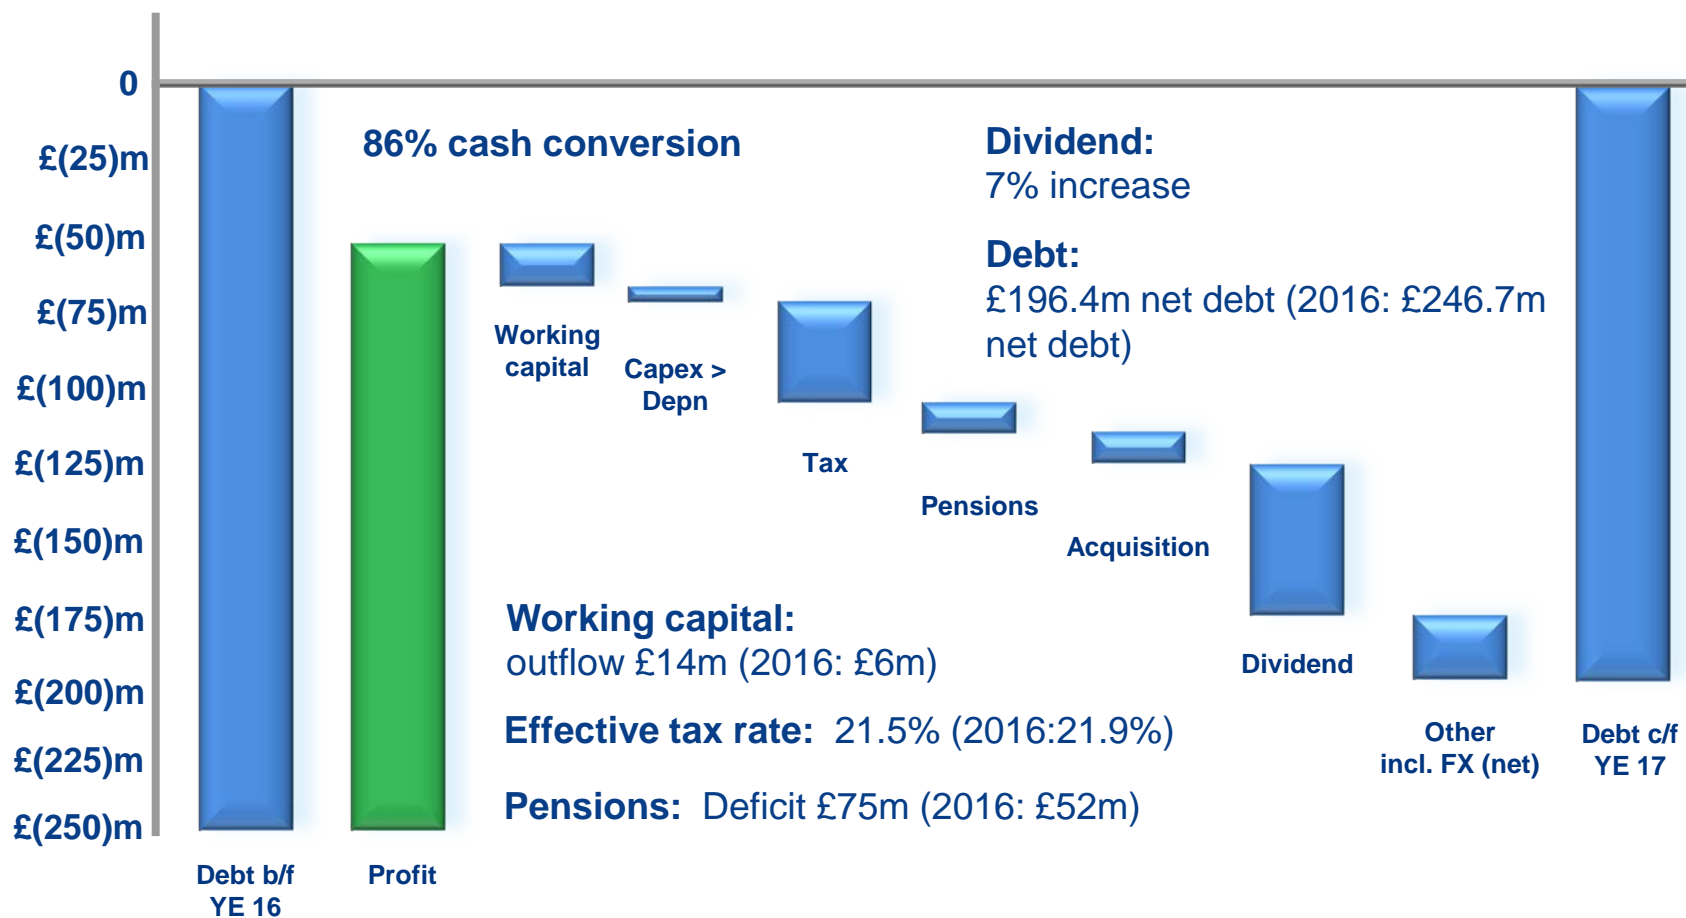 0
£(25)m
£(50)m
£(75)m
£(100)m
£(125)m
£(150)m
£(175)m
£(200)m
£(225)m
£(250)m
86% cash conversion
Dividend:
7% increase
Debt:
£196.4m net debt (2016: £246.7m
net debt)
Working
capital
Capex >
Depn
Tax
Pensions
Acquisition
Dividend
Other
incl. FX (net)
Debt c/f
YE 17
Working capital:
outflow £14m (2016: £6m)
Effective tax rate: 21.5% (2016:21.9%)
Pensions: Deficit £75m (2016: £52m)
Debt b/f
YE 16
Profit